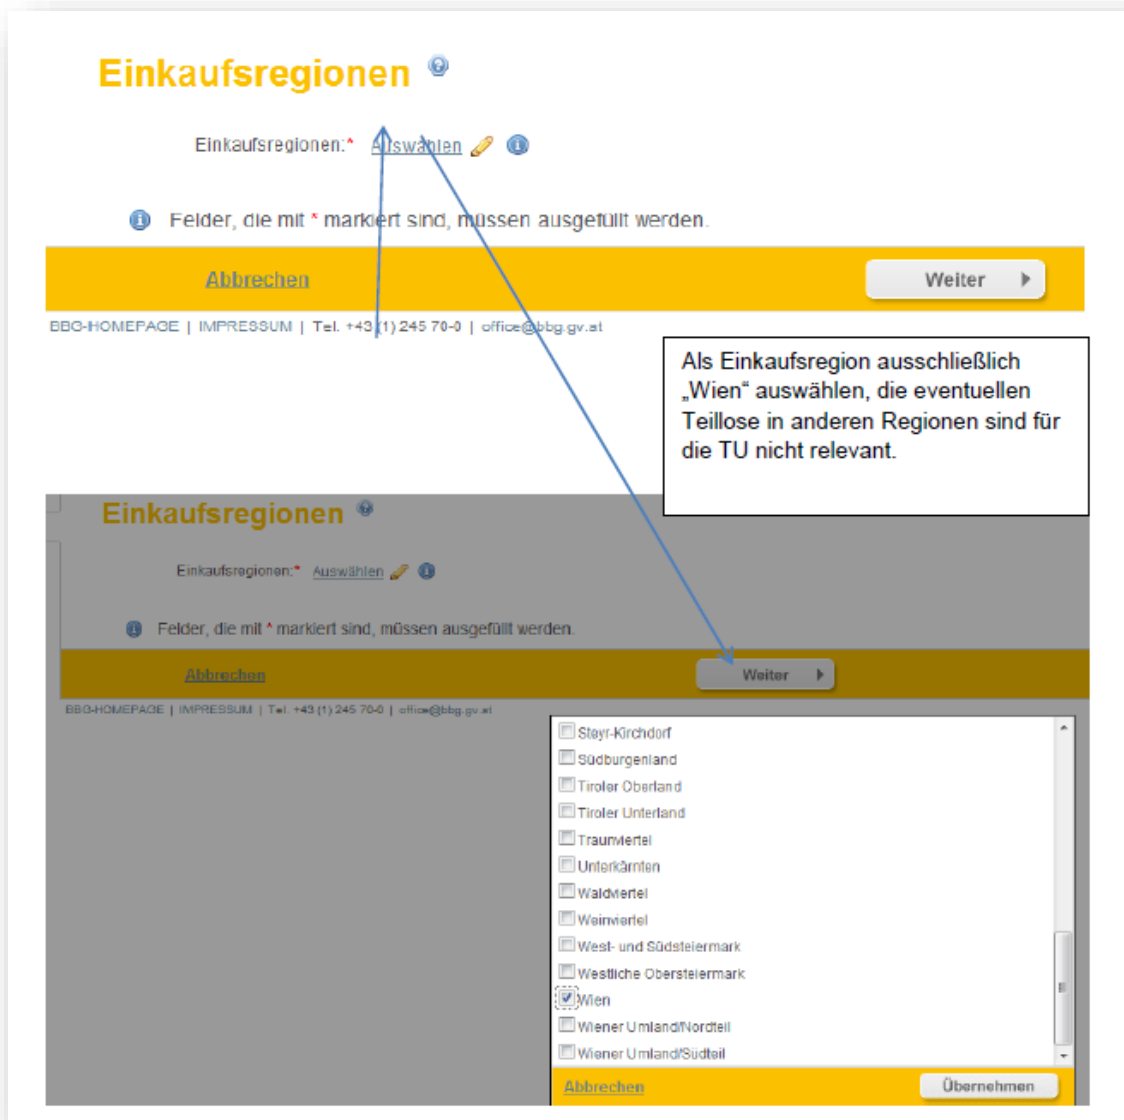 Einkaufsregionen
Einkaufsregionen:* Auswählen
Felder, die mit * markiert sind, müssen ausgefüllt werden.
Abbrechen
Weiter
BBG-HOMEPAGE | IMPRESSUM | Tel. +43 (1) 245 70-0 | office@bbg.gv.at
Als Einkaufsregion ausschließlich
„Wien“ auswählen, die eventuellen
Teillose in anderen Regionen sind für
die TU nicht relevant.
Einkaufsregionen
Einkaufsregionen:* Auswählen
Felder, die mit * markiert sind, müssen ausgefüllt werden.
Abbrechen
Weiter
BBG-HOMEPAGE | IMPRESSUM | Tel. +43 (1) 245 70-0 | office@bbg.gv.at
Steyr-Kirchdorf
Südburgenland
Tiroler Oberland
Tiroler Unterland
Traunviertel
Unterkärnten
Waldviertel
Weinviertel
West- und Südsteiermark
Westliche Obersteiermark
Wien
Wiener Umland/Nordteil
Wiener Umland/Südteil
Abbrechen
Übernehmen